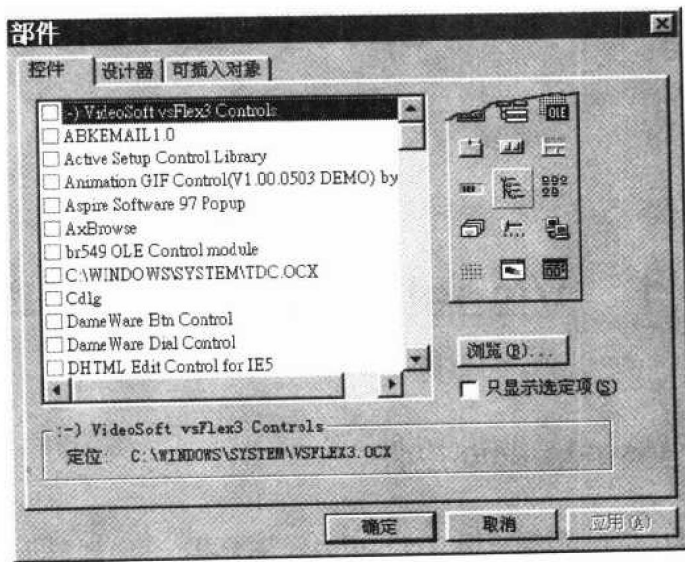 部件
控件 设计器 可插入对象
:-) VideoSoft vsFlex3 Controls
ABKEMAIL1.0
Active Setup Control Library
Animation GIF Control(V1.00.0503 DEMO) by
Aspire Software 97 Popup
AxBrowse
br549 OLE Control module
C:\WINDOWS\SYSTEM\TDC.OCX
Cdlg
DameWare Btn Control
DameWare Dial Control
DHTML Edit Control for IE5
OLE
浏览(B)...
只显示选定项(S)
:-) VideoSoft vsFlex3 Controls
定位: C:\WINDOWS\SYSTEM\VSFLEX3.OCX
确定 取消 应用(A)